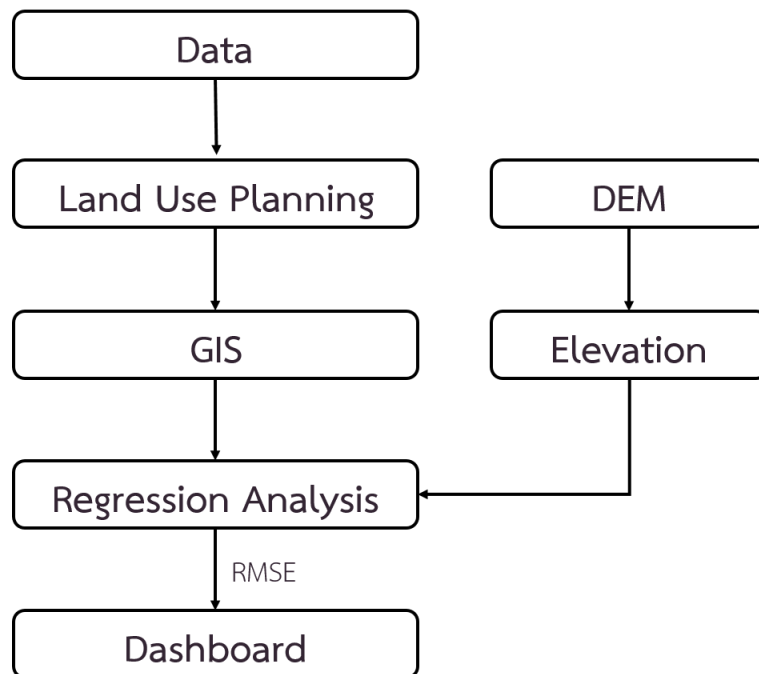 Data
Land Use Planning
DEM
GIS
Elevation
Regression Analysis
RMSE
Dashboard